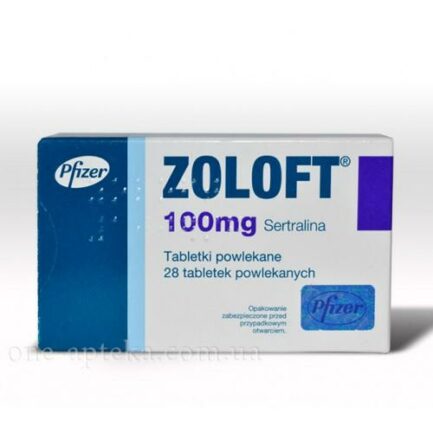 Pfizer
ZOLOFT®
100mg Sertralina
Tabletki powlekane
28 tabletek powlekanych
Opakowanie
zabezpieczone przed
przypadkowym
otwarciem.
Pfizer
one-apteka.com.ua